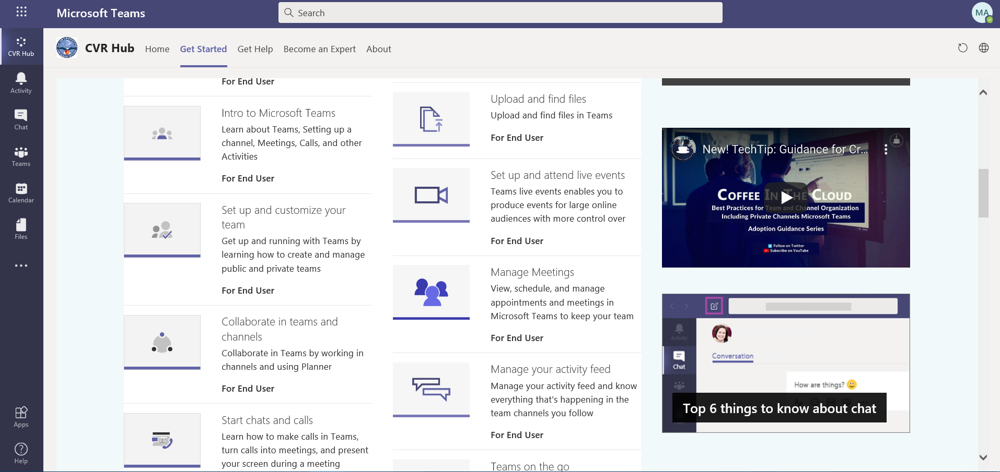 Microsoft Teams
Search
MA
CVR Hub
Activity
Chat
Teams
Calendar
Files
Apps
Help
CVR Hub
Home
Get Started
Get Help
Become an Expert
About
For End User
Intro to Microsoft Teams
Learn about Teams, Setting up a
channel, Meetings, Calls, and other
Activities
For End User
Set up and customize your
team
Get up and running with Teams by
learning how to create and manage
public and private teams
For End User
Collaborate in teams and
channels
Collaborate in Teams by working in
channels and using Planner
For End User
Start chats and calls
Learn how to make calls in Teams,
turn calls into meetings, and present
your screen during a meeting
Upload and find files
Upload and find files in Teams
For End User
Set up and attend live events
Teams live events enables you to
produce events for large online
audiences with more control over
For End User
Manage Meetings
View, schedule, and manage
appointments and meetings in
Microsoft Teams to keep your team
For End User
Manage your activity feed
Manage your activity feed and know
everything that's happening in the
team channels you follow
For End User
Teams on the go
New! TechTip: Guidance for Cr...
COFFEE IN THE CLOUD
Best Practices for Team and Channel Organization
Including Private Channels Microsoft Teams
Adoption Guidance Series
Follow on Twitter
Subscribe on YouTube
Activity
Chat
Conversation
How are things?
Top 6 things to know about chat